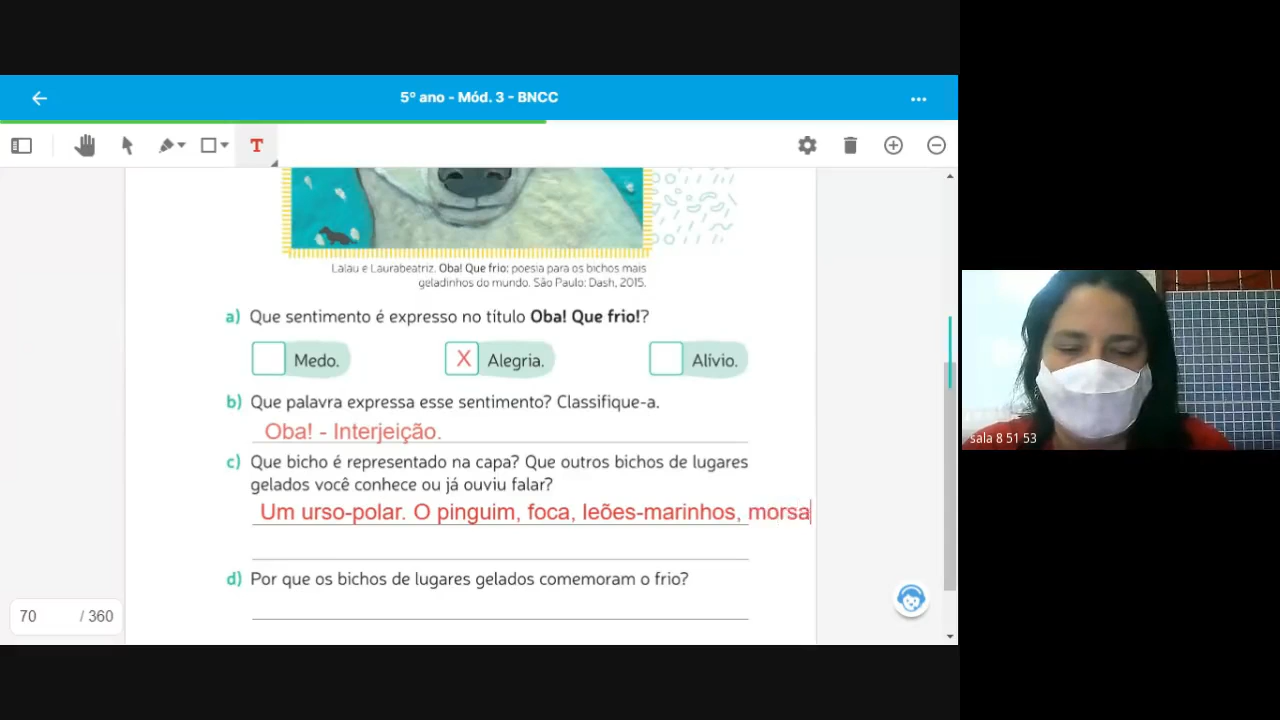 5º ano - Mód. 3 - BNCC
T
Lalau e Laurabeatriz. Oba! Que frio: poesia para os bichos mais
geladinhos do mundo. São Paulo: Dash, 2015.
a) Que sentimento é expresso no título Oba! Que frio!?
Medo. X Alegria. Alívio.
b) Que palavra expressa esse sentimento? Classifique-a.
Oba! - Interjeição.
c) Que bicho é representado na capa? Que outros bichos de lugares
gelados você conhece ou já ouviu falar?
Um urso-polar. O pinguim, foca, leões-marinhos, morsa
d) Por que os bichos de lugares gelados comemoram o frio?
70 / 360
sala 8 51 53